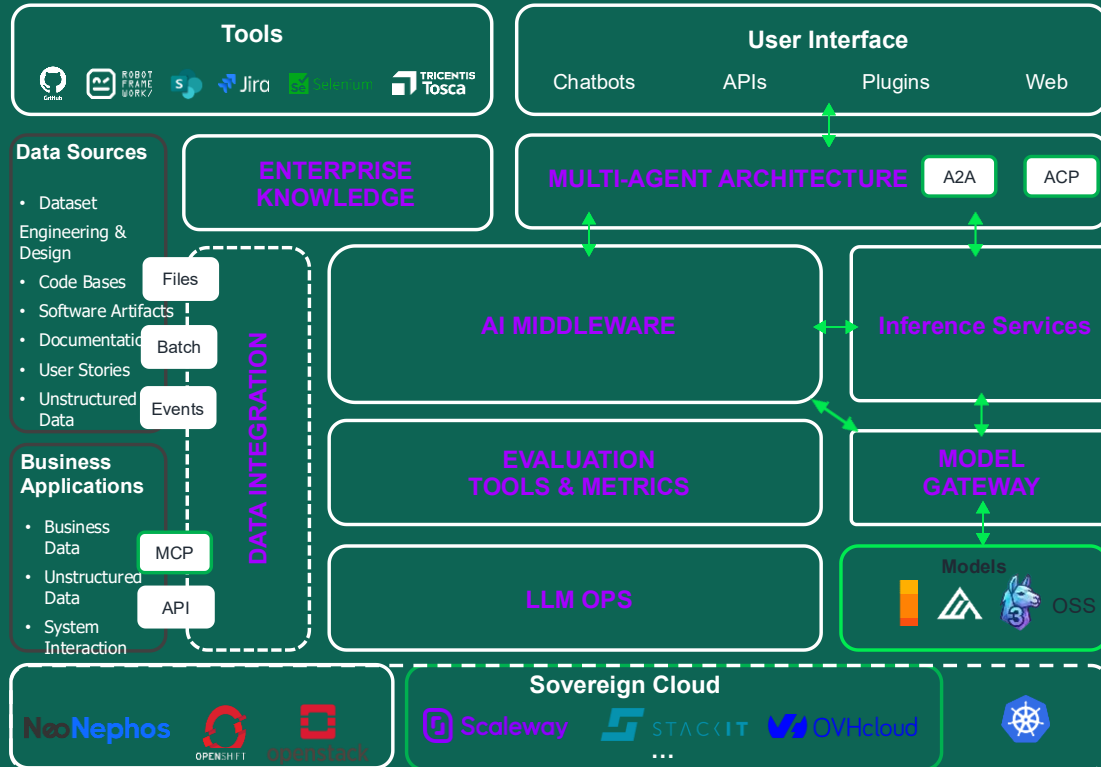 Tools
GitHub
ROBOT
FRAME
WORK/
S
Jira
Se Selenium
TRICENTIS
Tosca
User Interface
Chatbots
APIs
Plugins
Web
Data Sources
• Dataset
Engineering &
Design
• Code Bases
• Software Artifacts
• Documentatio
• User Stories
• Unstructured
Data
Files
Batch
Events
ENTERPRISE
KNOWLEDGE
MULTI-AGENT ARCHITECTURE
A2A
ACP
DATA INTEGRATION
AI MIDDLEWARE
Inference Services
EVALUATION
TOOLS & METRICS
MODEL
GATEWAY
Business
Applications
• Business
Data
• Unstructured
Data
• System
Interaction
MCP
API
LLM OPS
Models
3
OSS
NeoNephos
OPENSHIFT
openstack
Sovereign Cloud
Scaleway
STACKIT
OVHcloud
...